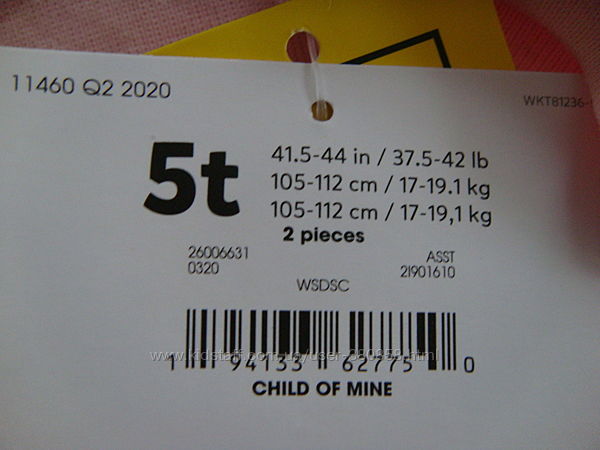 11460 Q2 2020
WKT81236-
5t
41.5-44 in / 37.5-42 lb
105-112 cm / 17-19.1 kg
105-112 cm / 17-19,1 kg
2 pieces
26006631
0320
ASST
2I901610
WSDSC
1 94133 62775 0
CHILD OF MINE